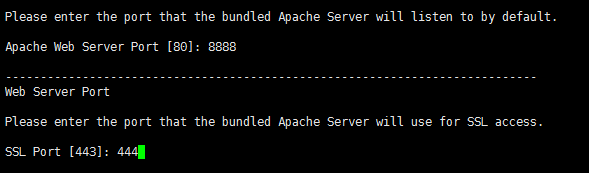 Please enter the port that the bundled Apache Server will listen to by default.
Apache Web Server Port [80]: 8888
---------------------------------------------------------------------------
Web Server Port
Please enter the port that the bundled Apache Server will use for SSL access.
SSL Port [443]: 444